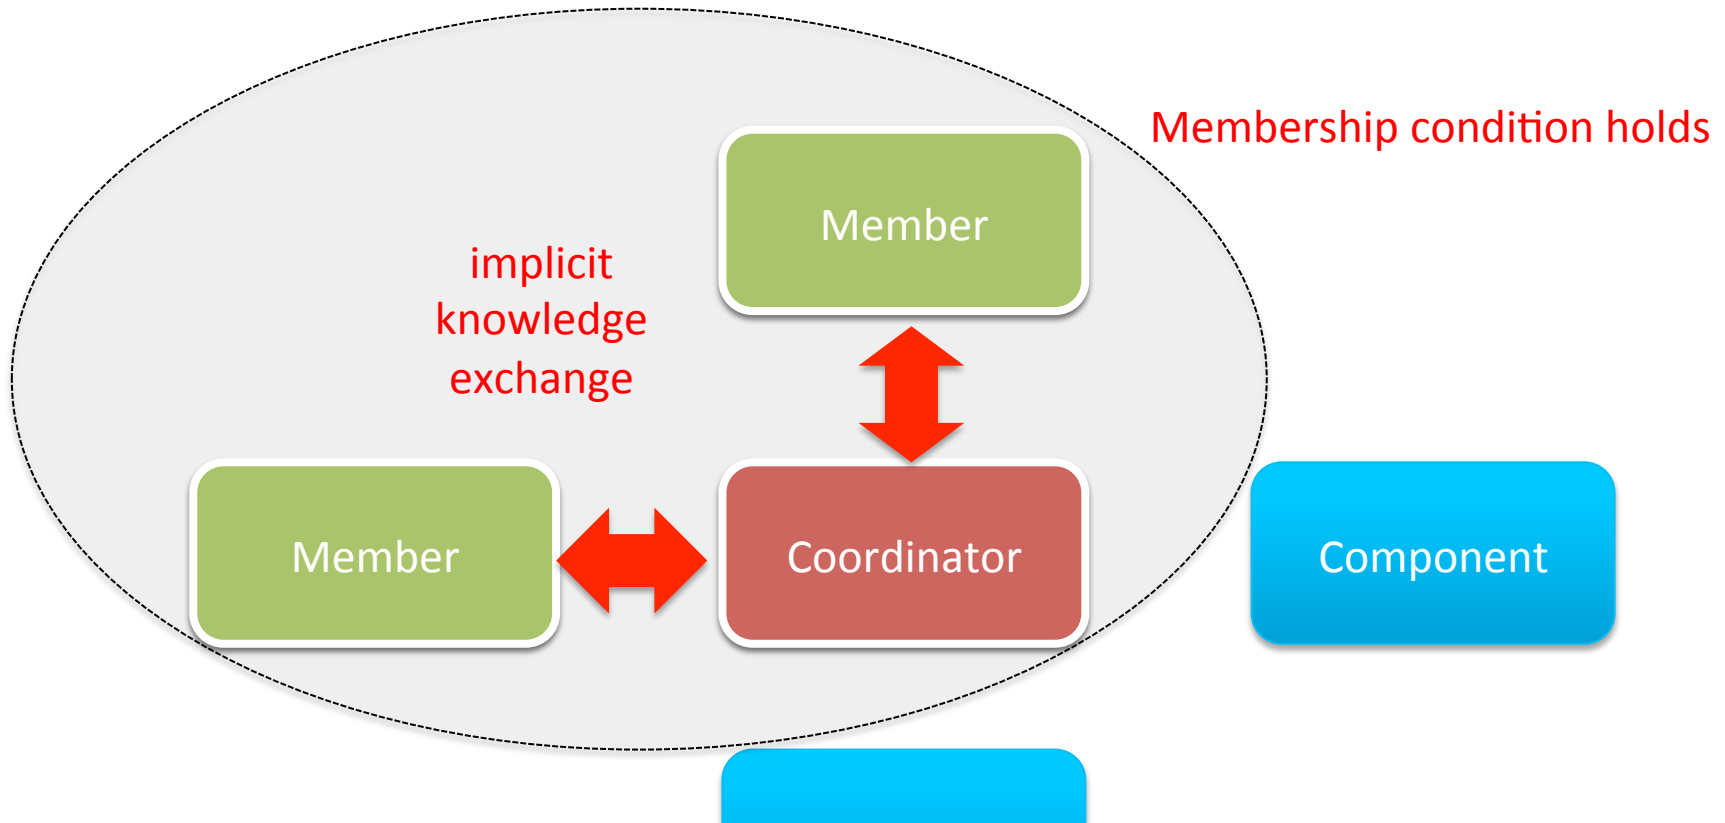 Membership condition holds
Member
implicit
knowledge
exchange
Member
Coordinator
Component